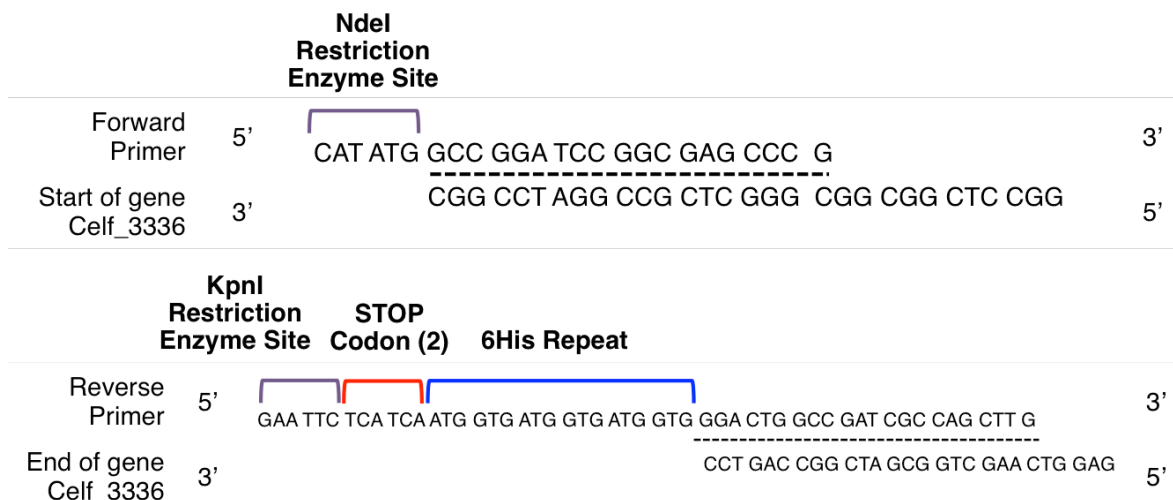 NdeI
Restriction
Enzyme Site
Forward
Primer
5’
CAT ATG GCC GGA TCC GGC GAG CCC G
3’
Start of gene
Celf_3336
3’
CGG CCT AGG CCG CTC GGG CGG CGG CTC CGG
5’
KpnI
Restriction
Enzyme Site
STOP
Codon (2)
6His Repeat
Reverse
Primer
5’
GAA TTC TCA TCA ATG GTG ATG GTG ATG GTG GGA CTG GCC GAT CGC CAG CTT G
3’
End of gene
Celf_3336
3’
CCT GAC CGG CTA GCG GTC GAA CTG GAG
5’